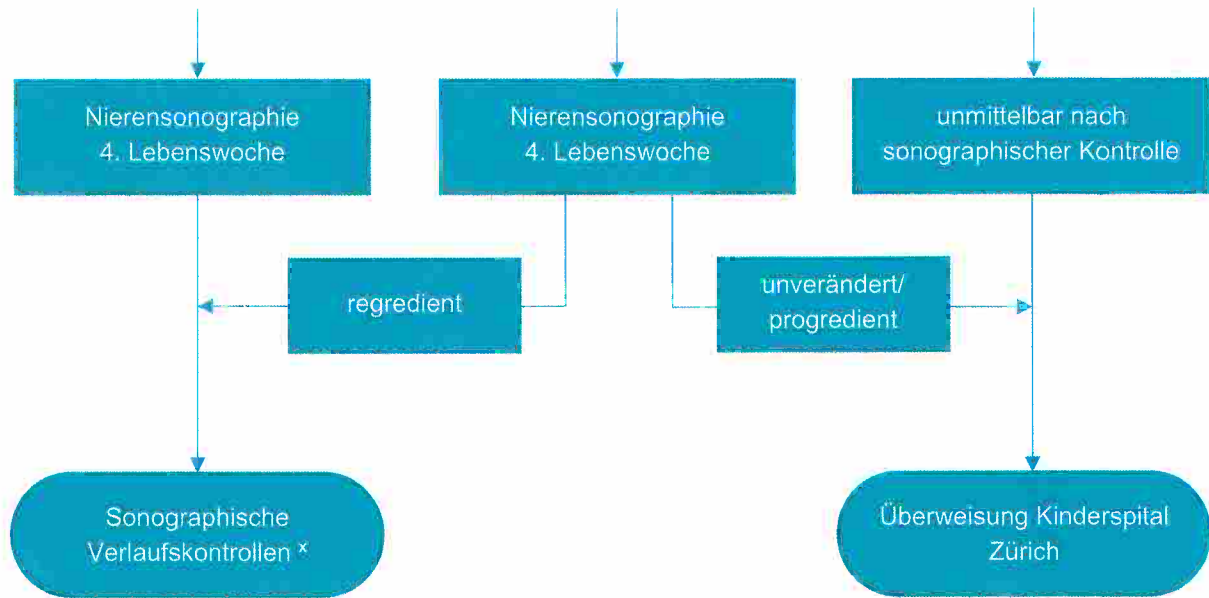 Nierensonographie
4. Lebenswoche
Nierensonographie
4. Lebenswoche
unmittelbar nach
sonographischer Kontrolle
regredient
unverändert/
progredient
Sonographische
Verlaufskontrollen ˣ
Überweisung Kinderspital
Zürich